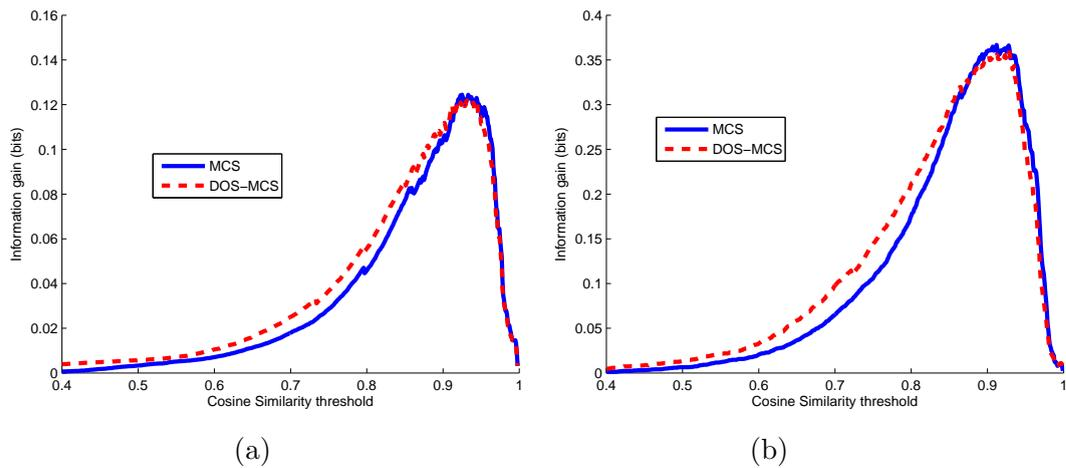 0.16
0.14
0.12
0.1
0.08
0.06
0.04
0.02
0
Information gain (bits)
MCS
DOS−MCS
0.4 0.5 0.6 0.7 0.8 0.9 1
Cosine Similarity threshold
(a)
0.4
0.35
0.3
0.25
0.2
0.15
0.1
0.05
0
Information gain (bits)
MCS
DOS−MCS
0.4 0.5 0.6 0.7 0.8 0.9 1
Cosine Similarity threshold
(b)